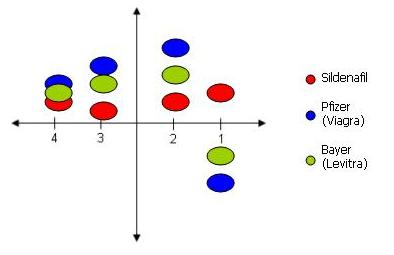 Sildenafil
Pfizer
(Viagra)
Bayer
(Levitra)
4 3 2 1